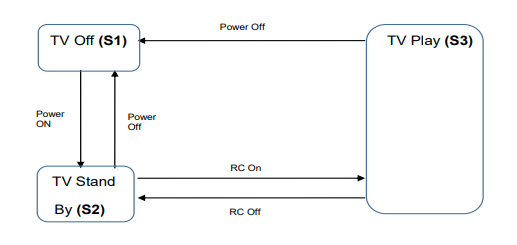 Power Off
TV Off (S1)
TV Play (S3)
Power
ON
Power
Off
RC On
TV Stand
By (S2)
RC Off